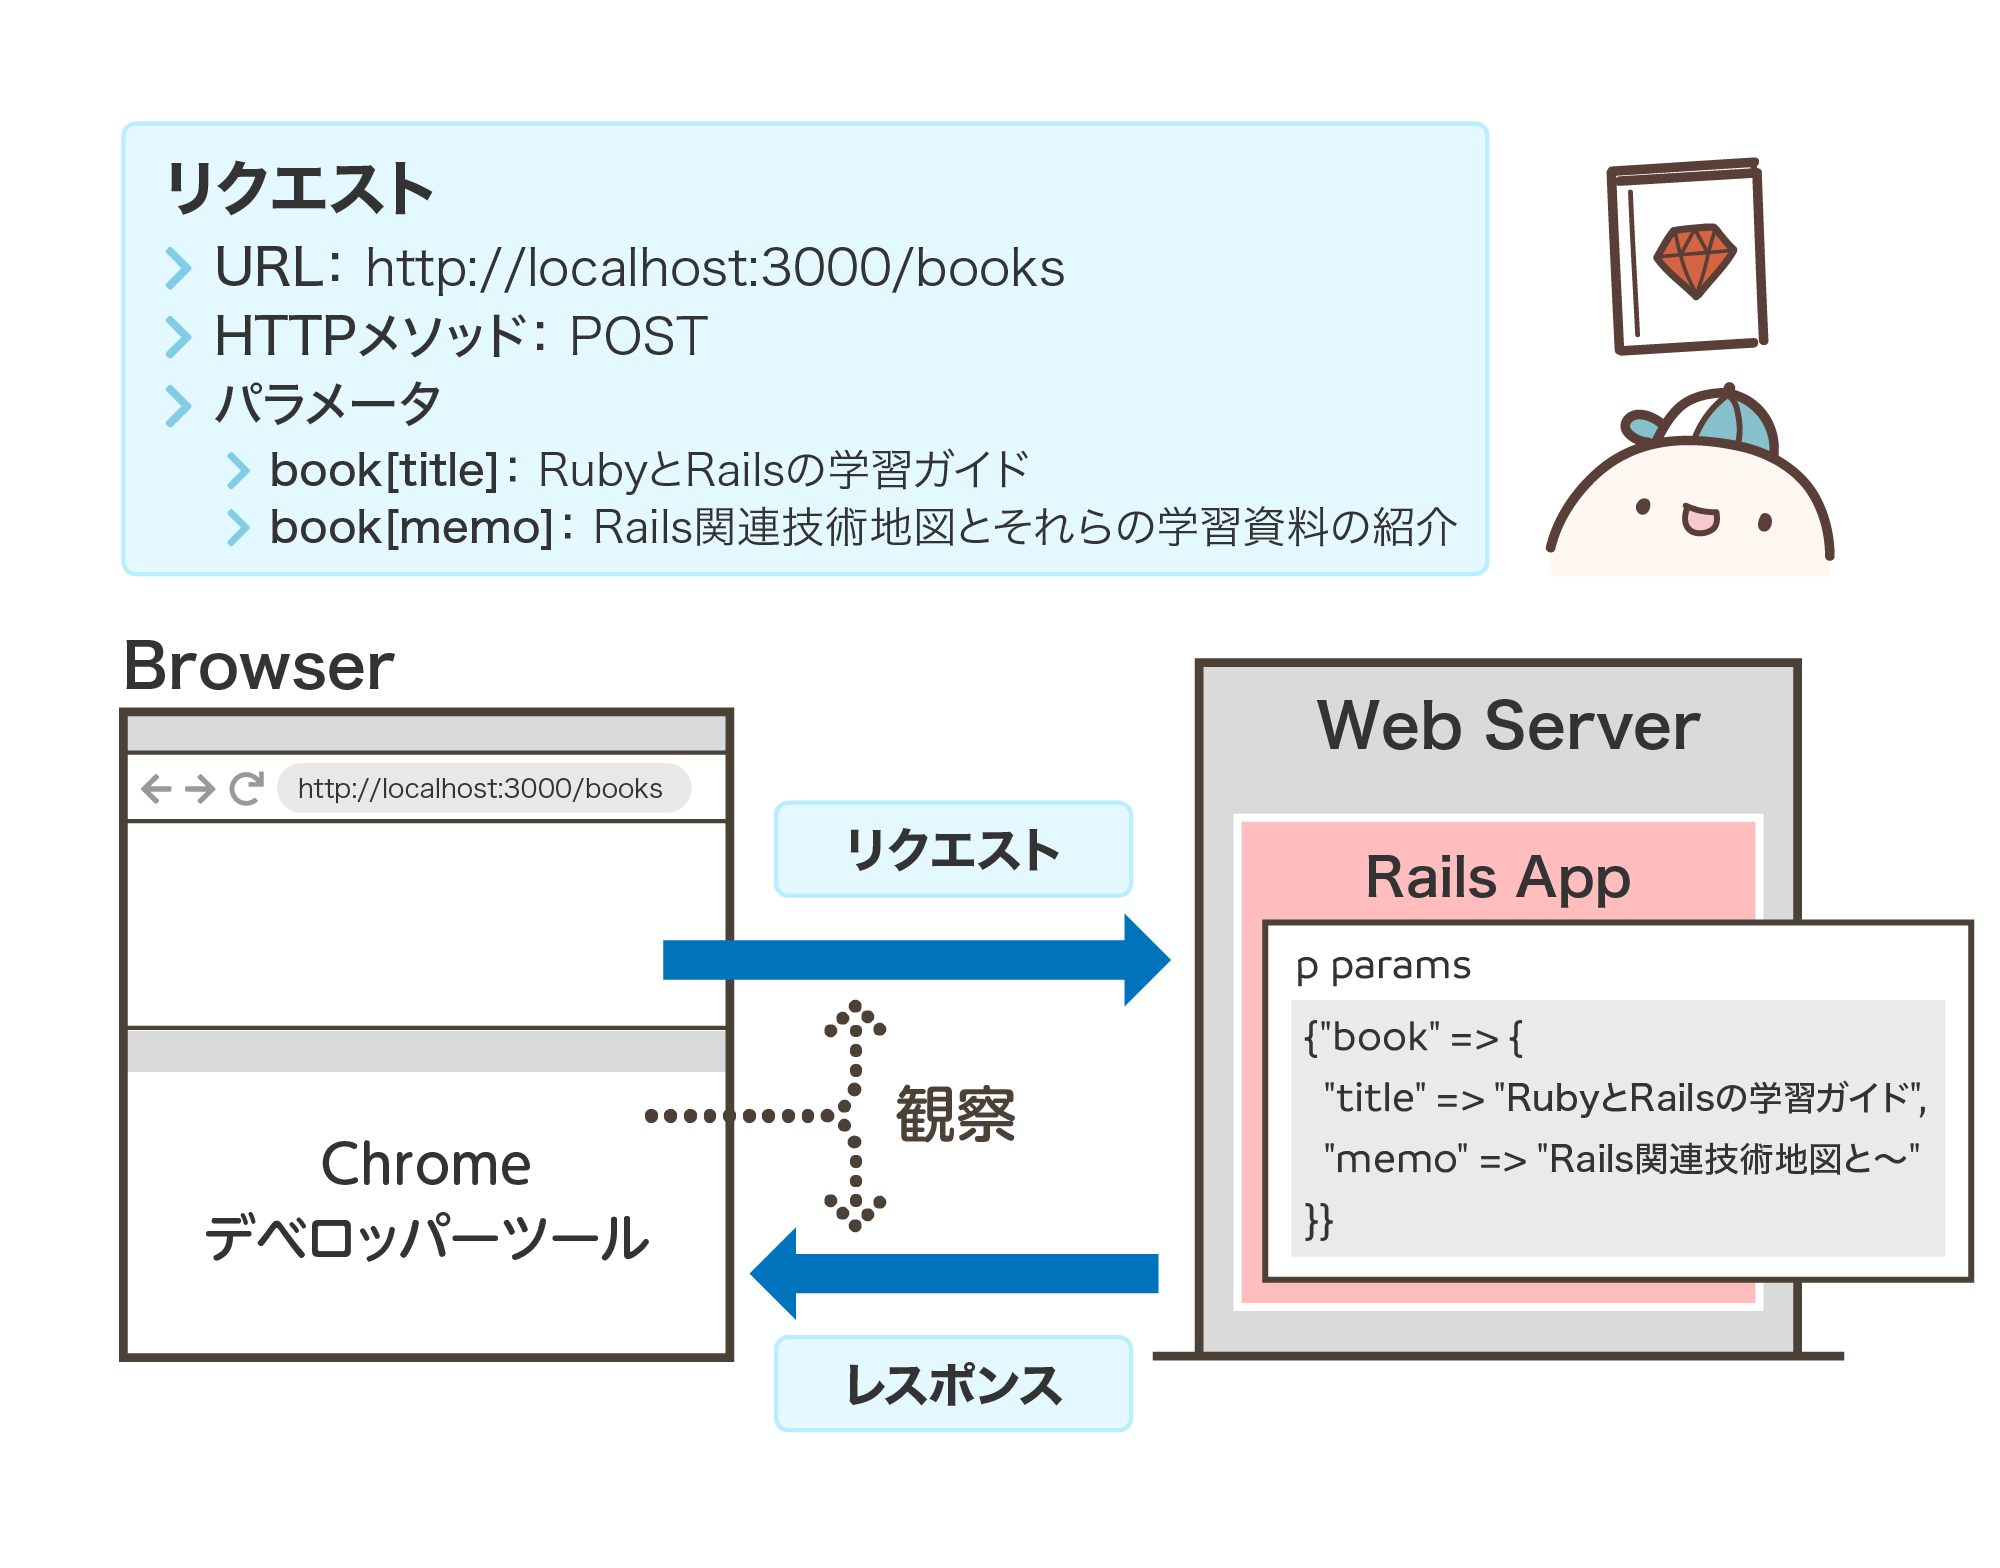 リクエスト
URL： http://localhost:3000/books
HTTPメソッド： POST
パラメータ
book[title]： RubyとRailsの学習ガイド
book[memo]： Rails関連技術地図とそれらの学習資料の紹介
Browser
http://localhost:3000/books
Chrome
デベロッパーツール
リクエスト
観察
レスポンス
Web Server
Rails App
p params
{"book" => {
"title" => "RubyとRailsの学習ガイド",
"memo" => "Rails関連技術地図と〜"
}}